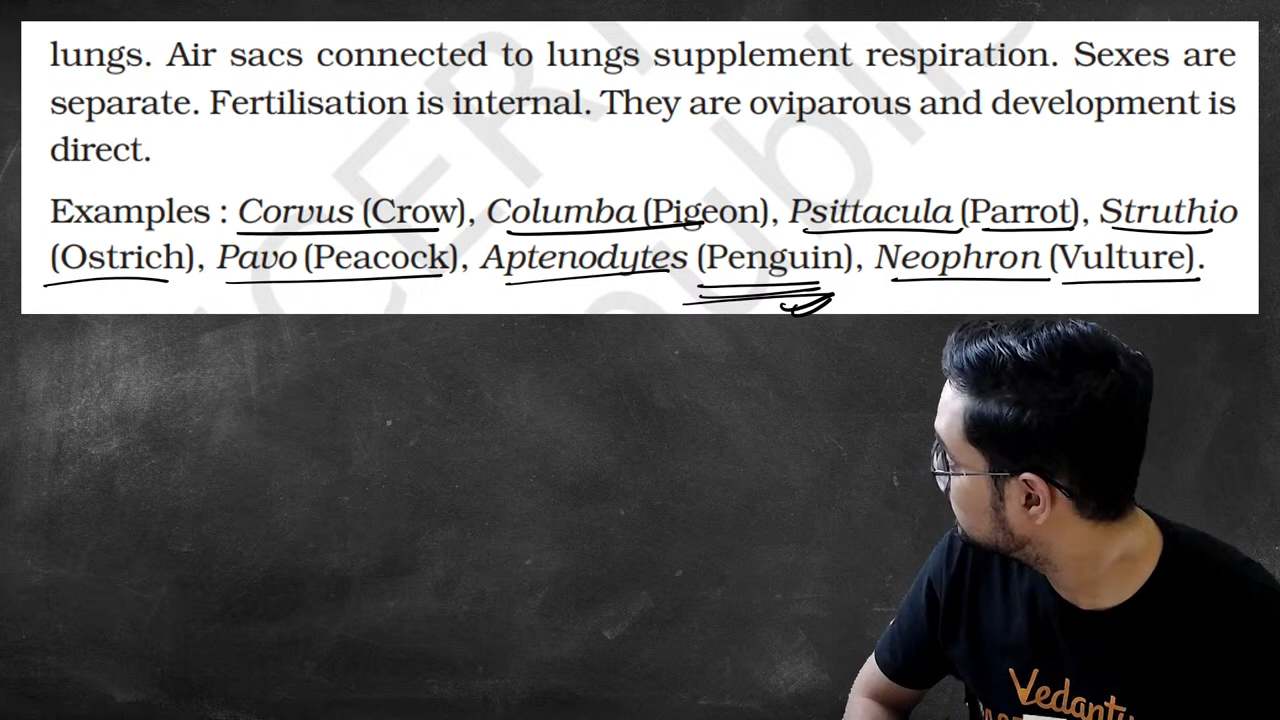 lungs. Air sacs connected to lungs supplement respiration. Sexes are
separate. Fertilisation is internal. They are oviparous and development is
direct.
Examples : Corvus (Crow), Columba (Pigeon), Psittacula (Parrot), Struthio
(Ostrich), Pavo (Peacock), Aptenodytes (Penguin), Neophron (Vulture).